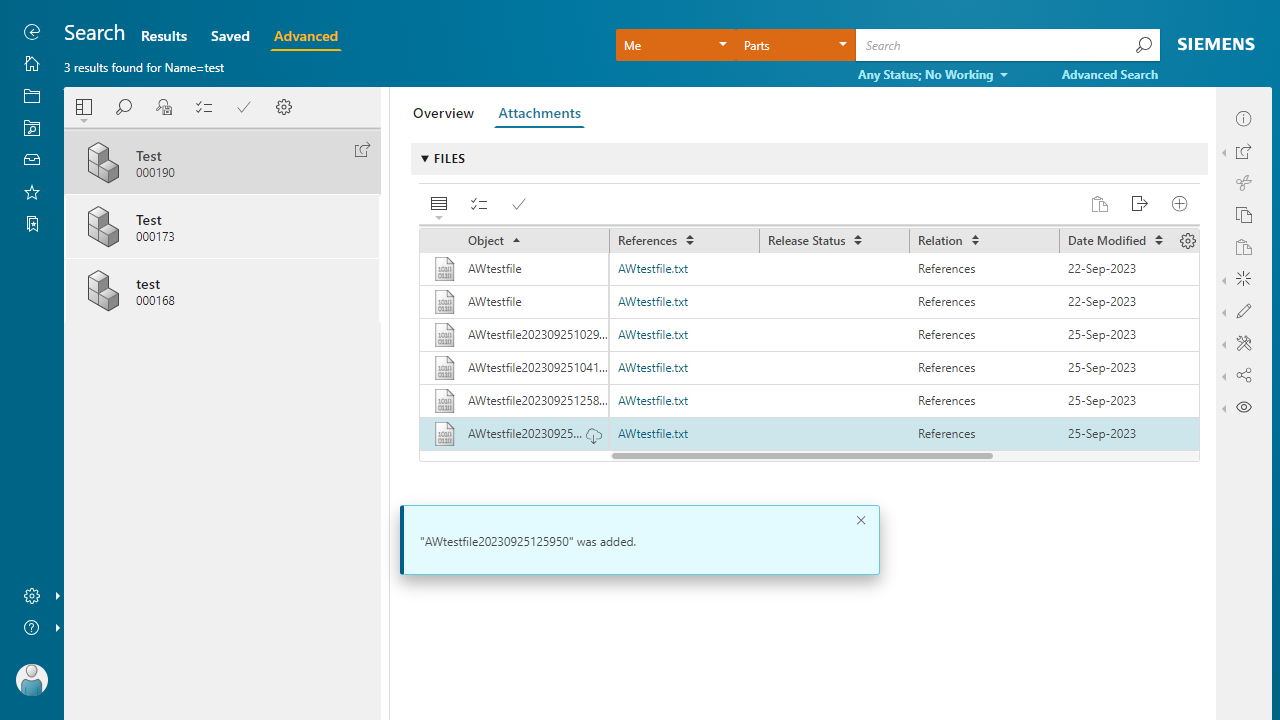 Search Results Saved Advanced
3 results found for Name=test
Me Parts Search SIEMENS
Any Status; No Working Advanced Search
Test
000190
Test
000173
test
000168
Overview Attachments
FILES
Object References Release Status Relation Date Modified
AWtestfile AWtestfile.txt References 22-Sep-2023
AWtestfile AWtestfile.txt References 22-Sep-2023
AWtestfile202309251029... AWtestfile.txt References 25-Sep-2023
AWtestfile202309251041... AWtestfile.txt References 25-Sep-2023
AWtestfile202309251258... AWtestfile.txt References 25-Sep-2023
AWtestfile20230925... AWtestfile.txt References 25-Sep-2023
"AWtestfile20230925125950" was added.